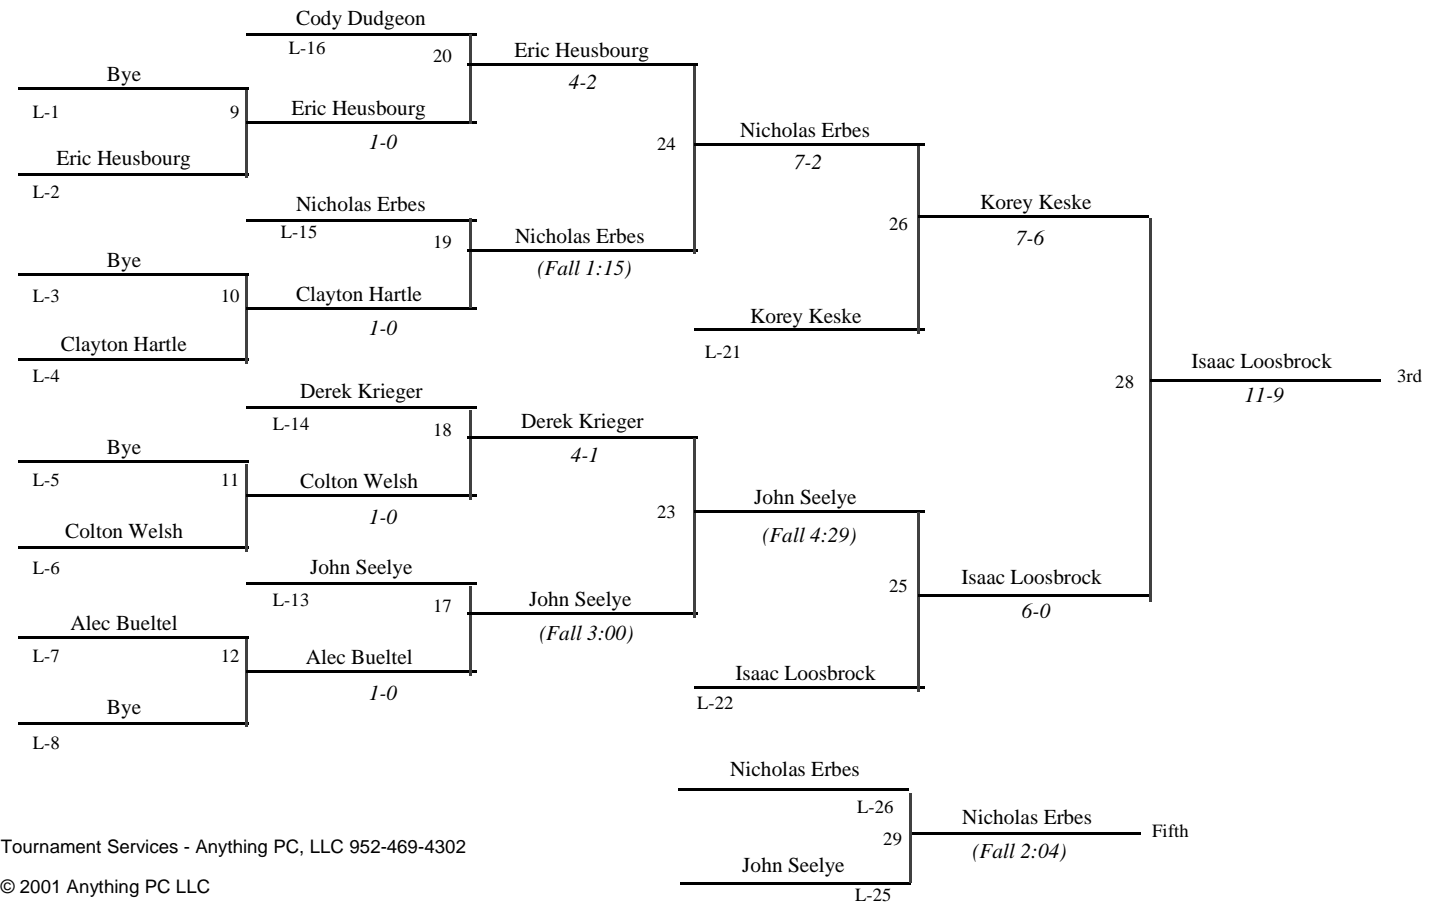 Cody Dudgeon
L-16
20
Eric Heusbourg
4-2
Bye
L-1
9
Eric Heusbourg
1-0
Eric Heusbourg
L-2
24
Nicholas Erbes
7-2
Nicholas Erbes
L-15
19
Nicholas Erbes
(Fall 1:15)
Bye
L-3
10
Clayton Hartle
1-0
Clayton Hartle
L-4
26
Korey Keske
7-6
Korey Keske
L-21
28
Isaac Loosbrock
11-9
3rd
Derek Krieger
L-14
18
Derek Krieger
4-1
Bye
L-5
11
Colton Welsh
1-0
Colton Welsh
L-6
23
John Seelye
(Fall 4:29)
John Seelye
L-13
17
John Seelye
(Fall 3:00)
Alec Bueltel
L-7
12
Alec Bueltel
1-0
Bye
L-8
25
Isaac Loosbrock
6-0
Isaac Loosbrock
L-22
Nicholas Erbes
L-26
29
Nicholas Erbes
(Fall 2:04)
Fifth
John Seelye
L-25
Tournament Services - Anything PC, LLC 952-469-4302
© 2001 Anything PC LLC